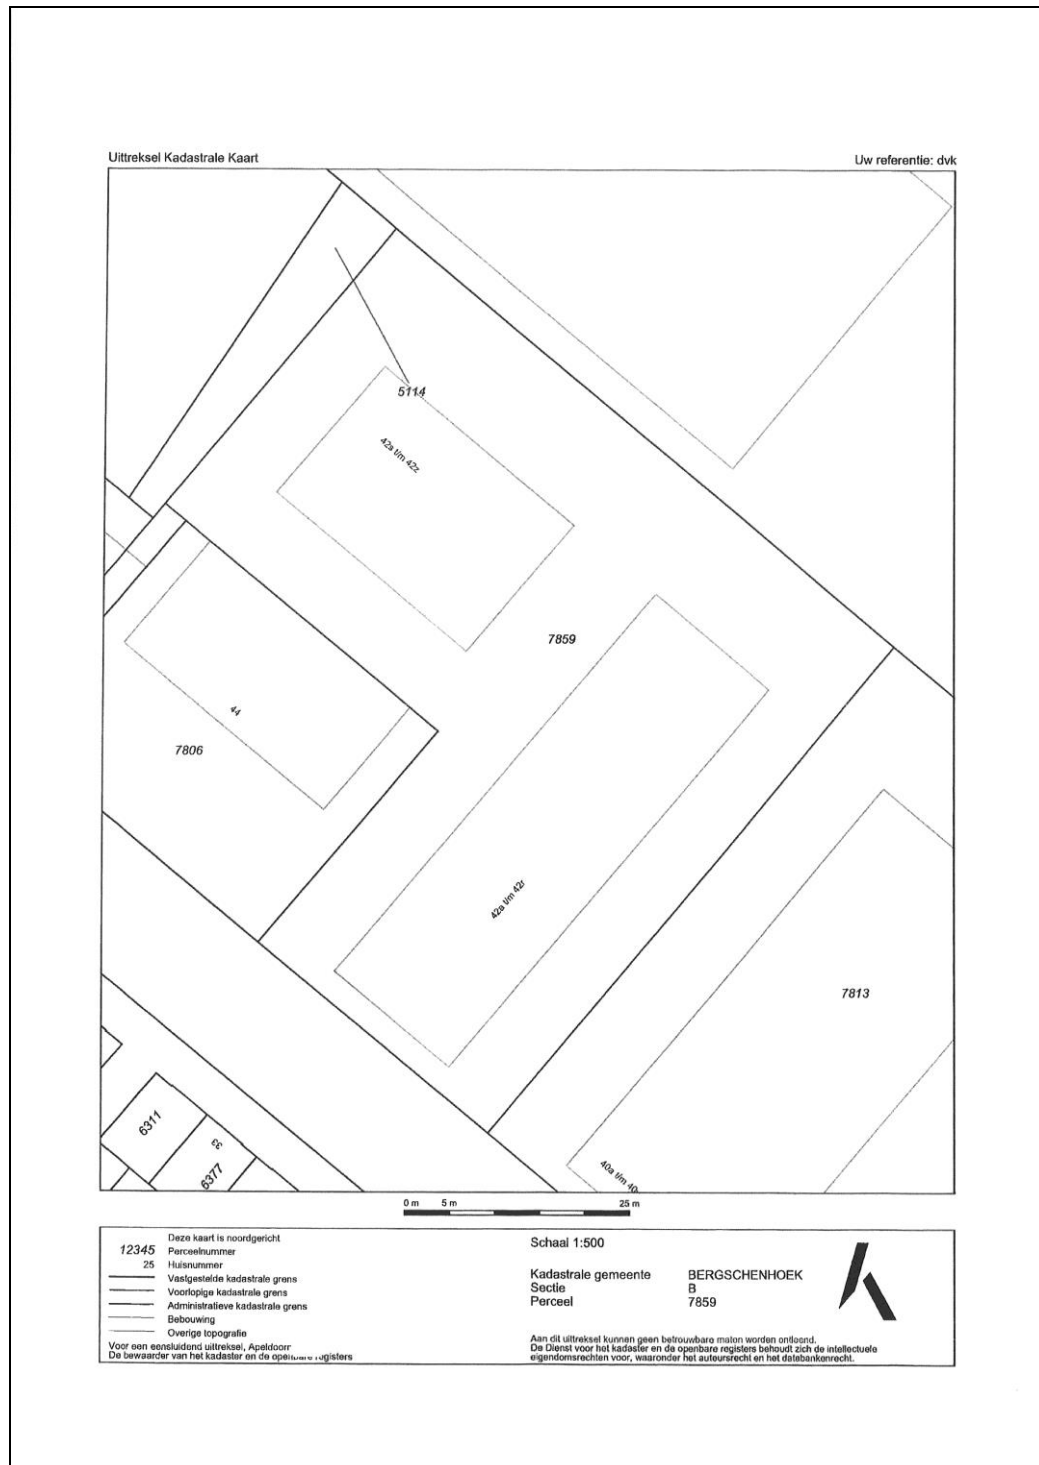 Uittreksel Kadastrale Kaart
Uw referentie: dvk
5114
42s t/m 42z
7859
44
7806
42a t/m 42r
7813
6311
33
6377
40a t/m 40
0 m 5 m 25 m
Deze kaart is noordgericht
12345 Perceelnummer
25 Huisnummer
Vastgestelde kadastrale grens
Voorlopige kadastrale grens
Administratieve kadastrale grens
Bebouwing
Overige topografie
Voor een eensluidend uittreksel, Apeldoorn
De bewaarder van het kadaster en de openbare registers
Schaal 1:500
Kadastrale gemeente BERGSCHENHOEK
Sectie B
Perceel 7859
Aan dit uittreksel kunnen geen betrouwbare maten worden ontleend.
De Dienst voor het kadaster en de openbare registers behoudt zich de intellectuele
eigendomsrechten voor, waaronder het auteursrecht en het databankenrecht.